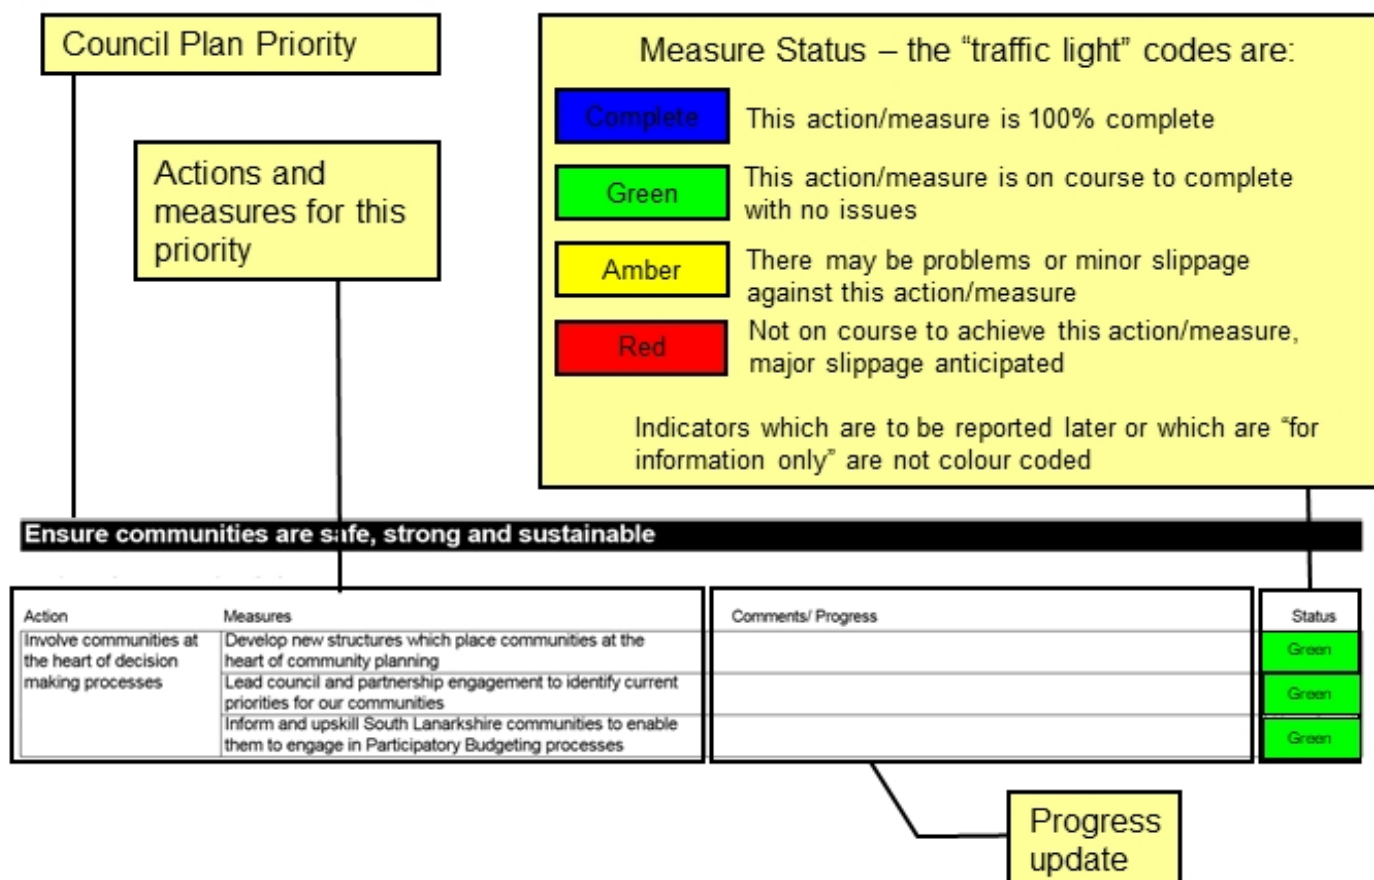 Council Plan Priority
Measure Status – the “traffic light” codes are:
Complete
This action/measure is 100% complete
Green
This action/measure is on course to complete
with no issues
Amber
There may be problems or minor slippage
against this action/measure
Red
Not on course to achieve this action/measure,
major slippage anticipated
Indicators which are to be reported later or which are “for
information only” are not colour coded
Actions and
measures for this
priority
Ensure communities are safe, strong and sustainable
Action
Measures
Comments/ Progress
Status
Involve communities at
the heart of decision
making processes
Develop new structures which place communities at the
heart of community planning
Green
Lead council and partnership engagement to identify current
priorities for our communities
Green
Inform and upskill South Lanarkshire communities to enable
them to engage in Participatory Budgeting processes
Green
Progress
update